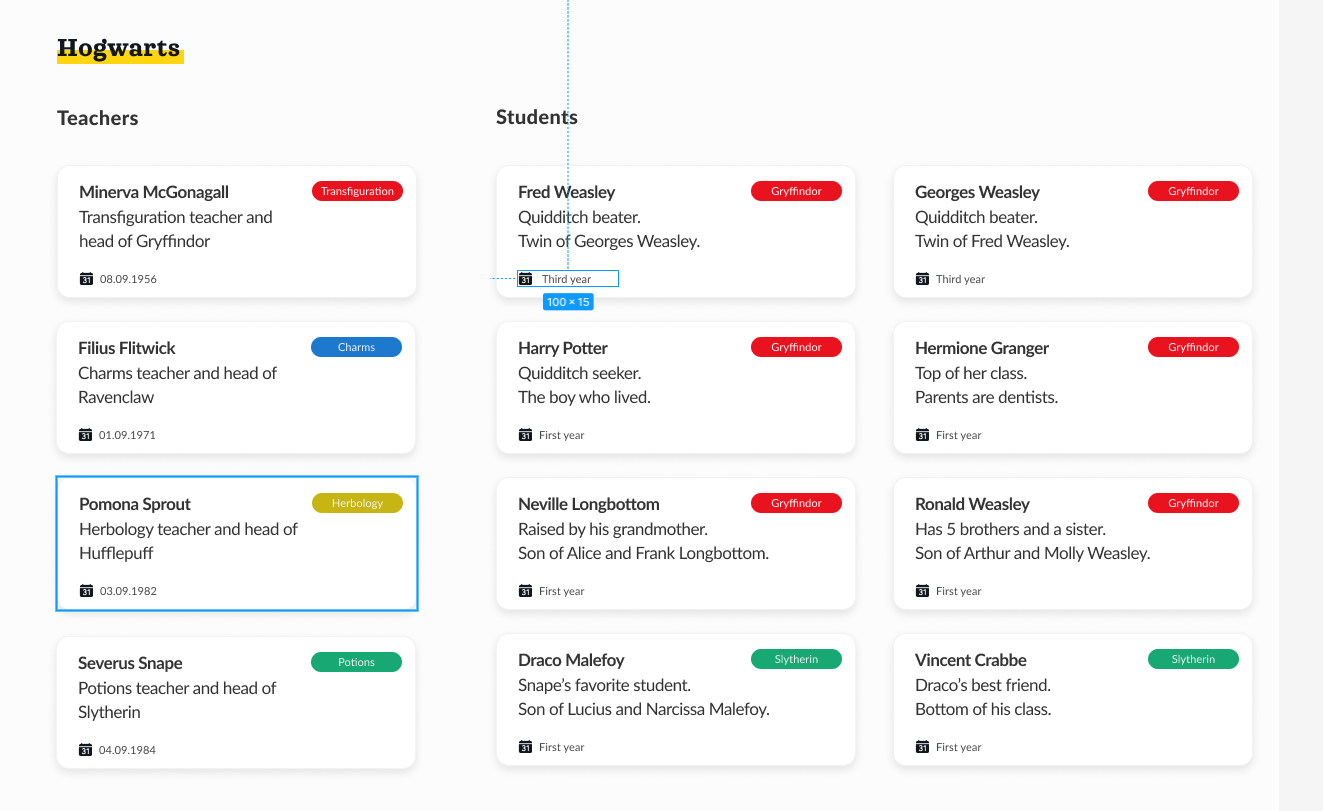 Hogwarts
Teachers
Minerva McGonagall
Transfiguration
Transfiguration teacher and
head of Gryffindor
31 08.09.1956
Filius Flitwick
Charms
Charms teacher and head of
Ravenclaw
31 01.09.1971
Pomona Sprout
Herbology
Herbology teacher and head of
Hufflepuff
31 03.09.1982
Severus Snape
Potions
Potions teacher and head of
Slytherin
31 04.09.1984
Students
Fred Weasley
Gryffindor
Quidditch beater.
Twin of Georges Weasley.
31 Third year
100 × 15
Georges Weasley
Gryffindor
Quidditch beater.
Twin of Fred Weasley.
31 Third year
Harry Potter
Gryffindor
Quidditch seeker.
The boy who lived.
31 First year
Hermione Granger
Gryffindor
Top of her class.
Parents are dentists.
31 First year
Neville Longbottom
Gryffindor
Raised by his grandmother.
Son of Alice and Frank Longbottom.
31 First year
Ronald Weasley
Gryffindor
Has 5 brothers and a sister.
Son of Arthur and Molly Weasley.
31 First year
Draco Malefoy
Slytherin
Snape’s favorite student.
Son of Lucius and Narcissa Malefoy.
31 First year
Vincent Crabbe
Slytherin
Draco’s best friend.
Bottom of his class.
31 First year